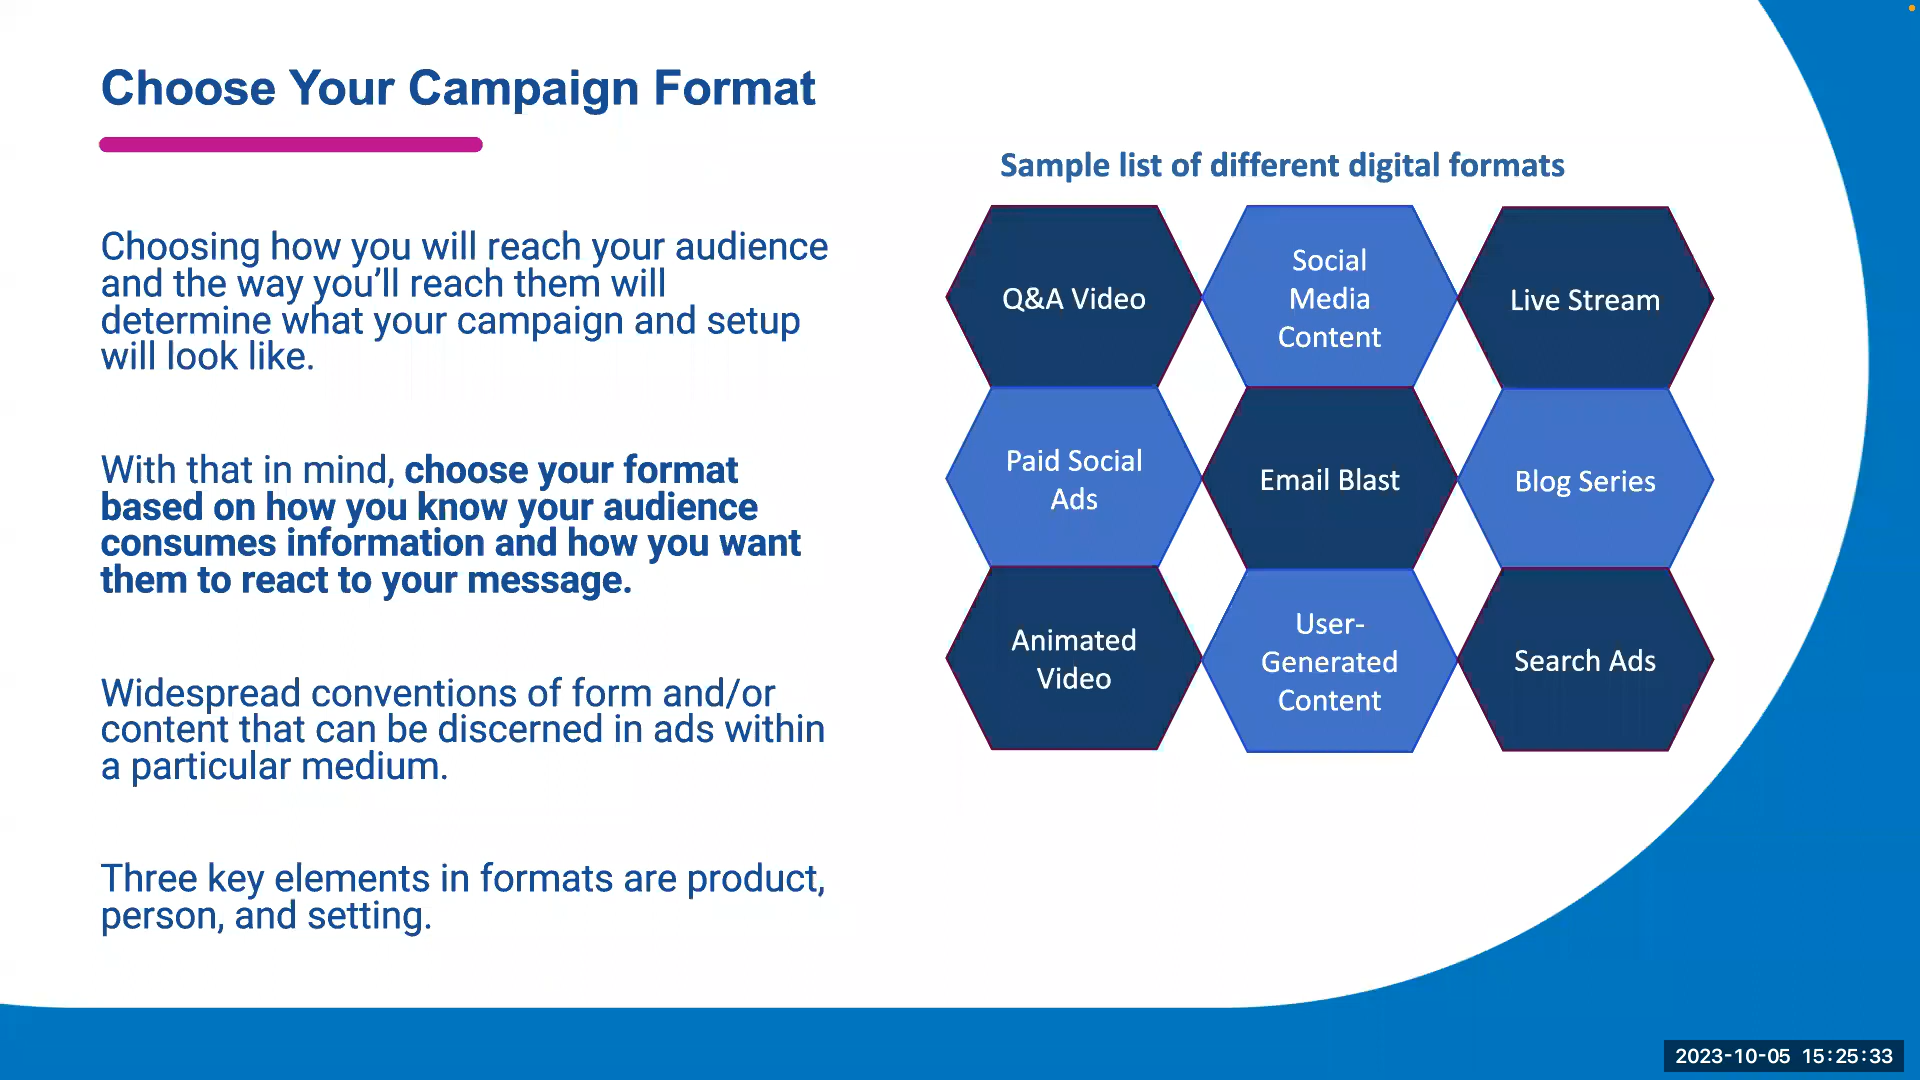 Choose Your Campaign Format
Choosing how you will reach your audience
and the way you’ll reach them will
determine what your campaign and setup
will look like.
With that in mind, choose your format
based on how you know your audience
consumes information and how you want
them to react to your message.
Widespread conventions of form and/or
content that can be discerned in ads within
a particular medium.
Three key elements in formats are product,
person, and setting.
Sample list of different digital formats
Q&A Video
Social
Media
Content
Live Stream
Paid Social
Ads
Email Blast
Blog Series
Animated
Video
User-
Generated
Content
Search Ads
2023-10-05 15:25:33